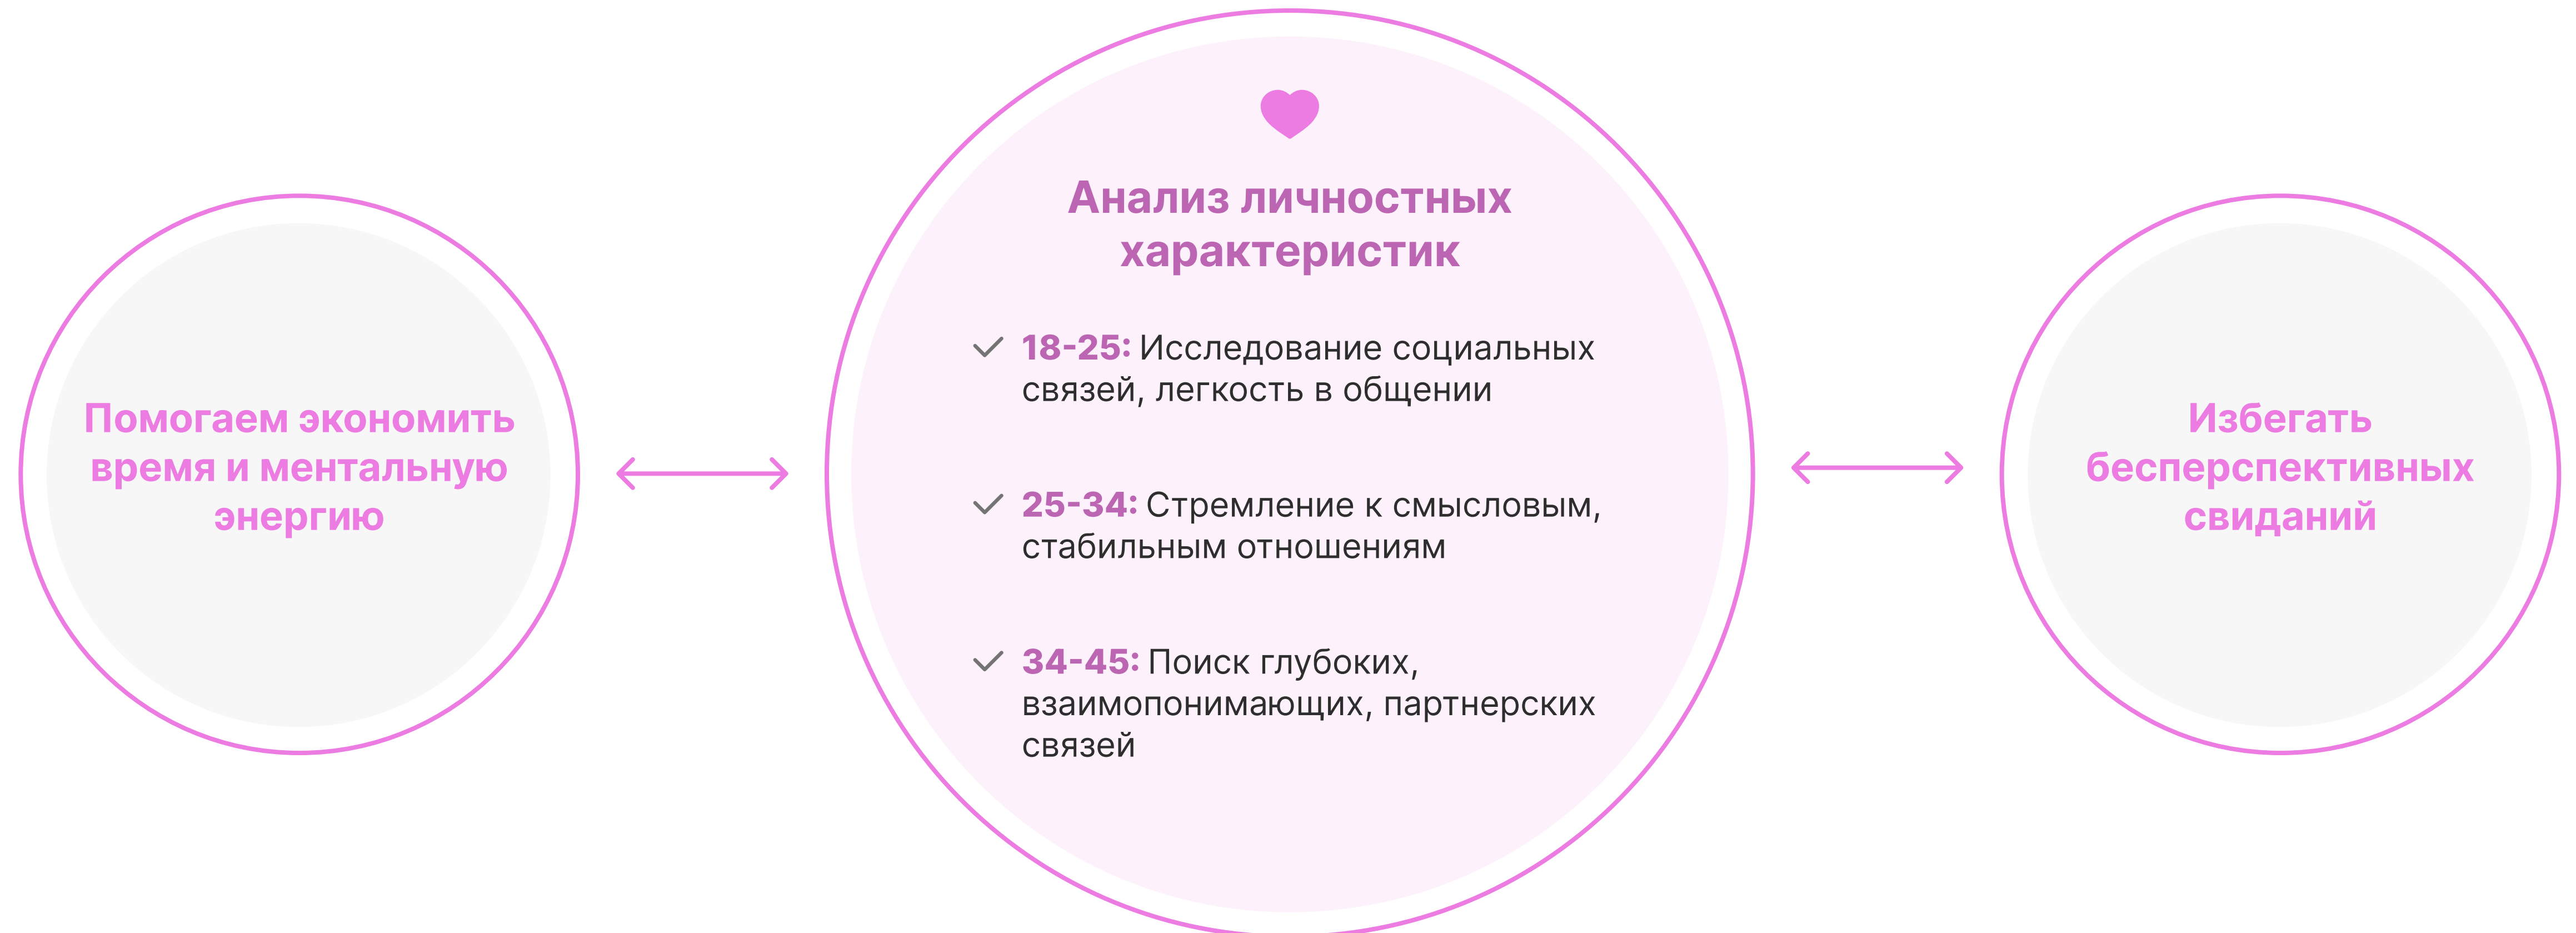 Помогаем экономить
время и ментальную
энергию
Анализ личностных
характеристик
18-25: Исследование социальных
связей, легкость в общении
25-34: Стремление к смысловым,
стабильным отношениям
34-45: Поиск глубоких,
взаимопонимающих, партнерских
связей
Избегать
бесперспективных
свиданий